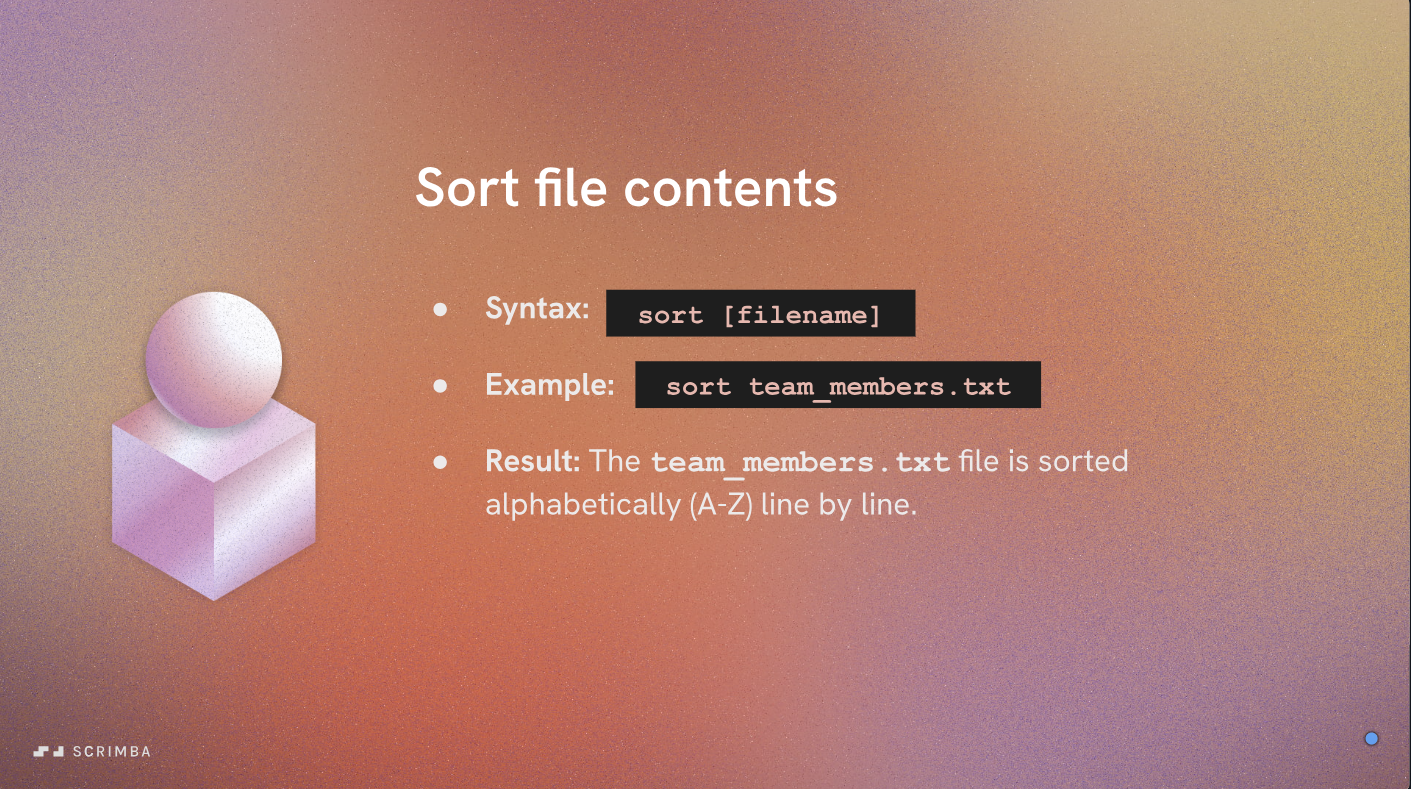 Sort file contents
● Syntax: sort [filename]
● Example: sort team_members.txt
● Result: The team_members.txt file is sorted
alphabetically (A-Z) line by line.
SCRIMBA